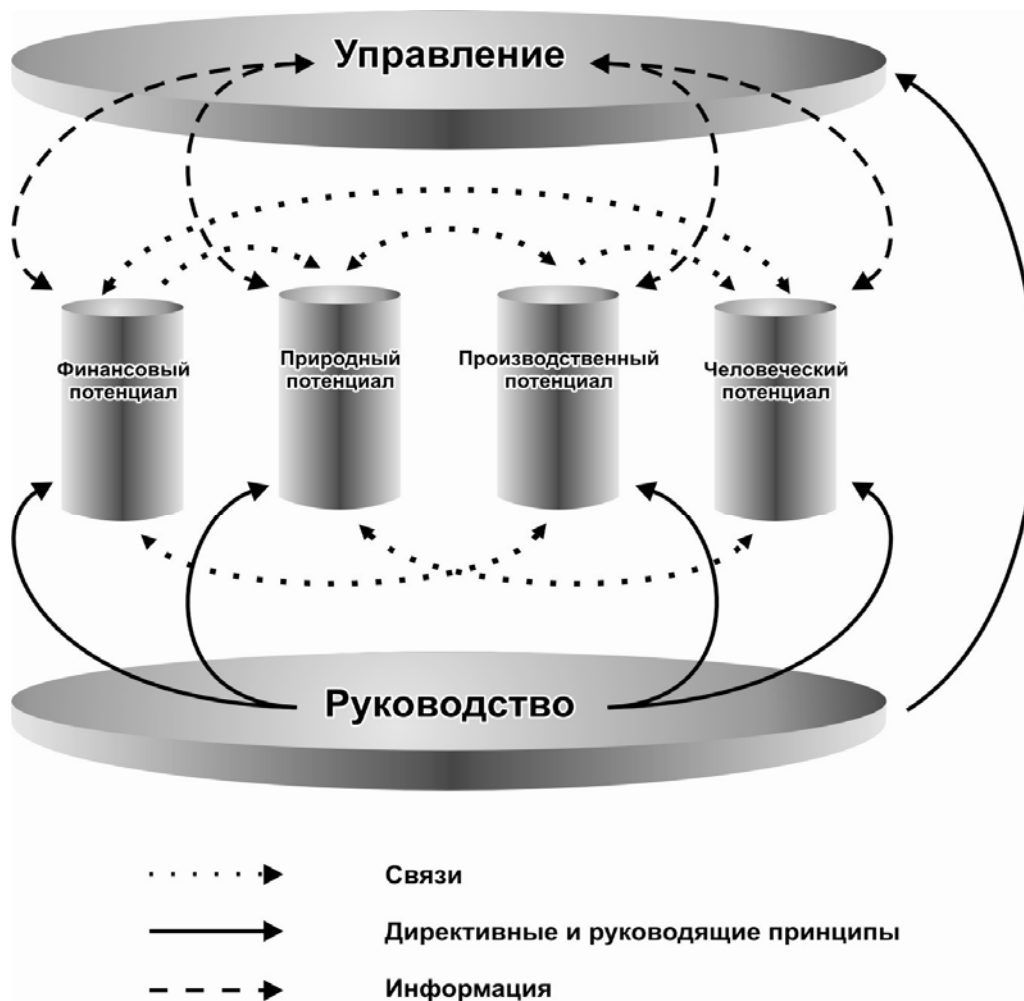 Управление
Финансовый
потенциал
Природный
потенциал
Производственный
потенциал
Человеческий
потенциал
Руководство
Связи
Директивные и руководящие принципы
Информация